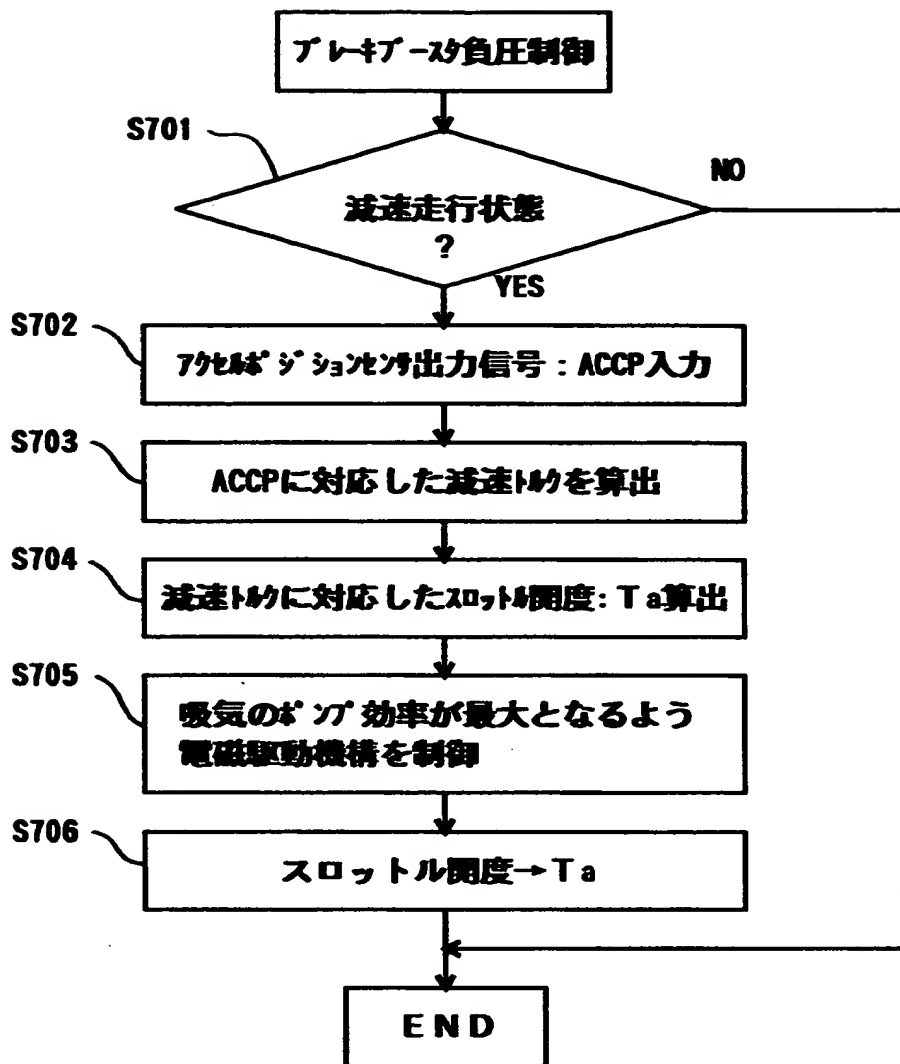 ブレーキブースタ負圧制御
S701
NO
減速走行状態
?
YES
S702
アクセルポジションセンサ出力信号:ACCP入力
S703
ACCPに対応した減速トルクを算出
S704
減速トルクに対応したスロットル開度:Ta算出
S705
吸気のポンプ効率が最大となるよう
電磁駆動機構を制御
S706
スロットル開度→Ta
END